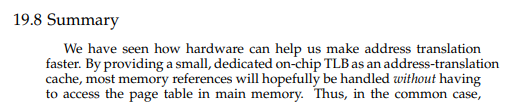 19.8 Summary
We have seen how hardware can help us make address translation
faster. By providing a small, dedicated on-chip TLB as an address-translation
cache, most memory references will hopefully be handled without having
to access the page table in main memory. Thus, in the common case,